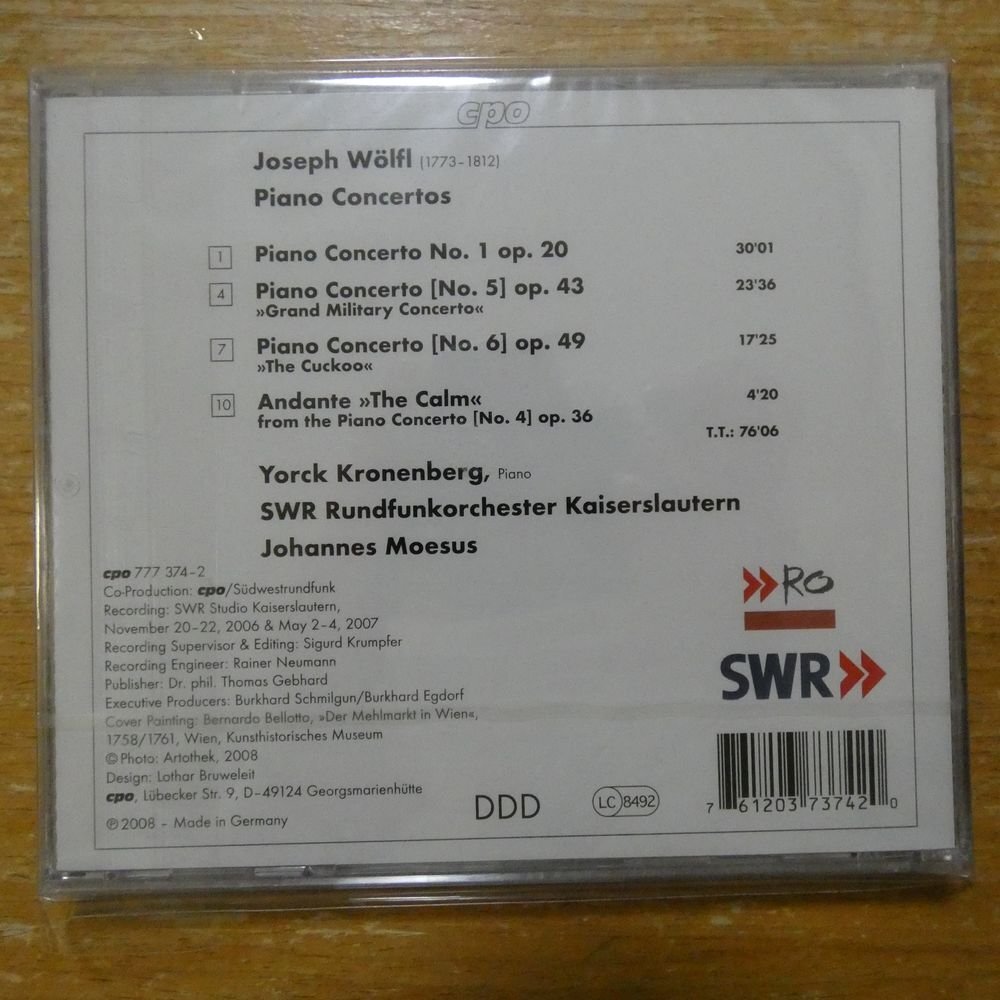 cpo
Joseph Wölfl (1773-1812)
Piano Concertos
1 Piano Concerto No. 1 op. 20 30'01
4 Piano Concerto [No. 5] op. 43 23'36
»Grand Military Concerto«
7 Piano Concerto [No. 6] op. 49 17'25
»The Cuckoo«
10 Andante »The Calm« 4'20
from the Piano Concerto [No. 4] op. 36
T.T.: 76'06
Yorck Kronenberg, Piano
SWR Rundfunkorchester Kaiserslautern
Johannes Moesus
cpo 777 374-2
Co-Production: cpo/Südwestrundfunk
Recording: SWR Studio Kaiserslautern,
November 20-22, 2006 & May 2-4, 2007
Recording Supervisor & Editing: Sigurd Krumpfer
Recording Engineer: Rainer Neumann
Publisher: Dr. phil. Thomas Gebhard
Executive Producers: Burkhard Schmilgun/Burkhard Egdorf
Cover Painting: Bernardo Bellotto, »Der Mehlmarkt in Wien«,
1758/1761, Wien, Kunsthistorisches Museum
© Photo: Artothek, 2008
Design: Lothar Bruweleit
cpo, Lübecker Str. 9, D-49124 Georgsmarienhütte
℗ 2008 - Made in Germany
RO
SWR
DDD
LC 8492
7 61203 73742 0